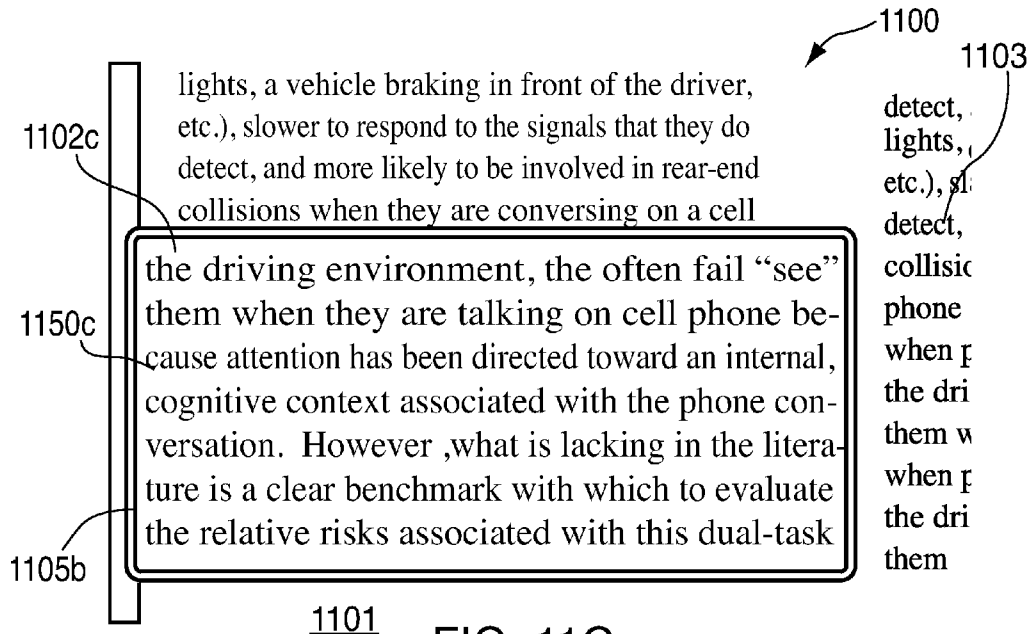 1100
1103
lights, a vehicle braking in front of the driver,
etc.), slower to respond to the signals that they do
detect, and more likely to be involved in rear-end
collisions when they are conversing on a cell
1102c
the driving environment, the often fail “see”
them when they are talking on cell phone be-
cause attention has been directed toward an internal,
cognitive context associated with the phone con-
versation. However ,what is lacking in the litera-
ture is a clear benchmark with which to evaluate
the relative risks associated with this dual-task
1150c
1105b
detect,
lights,
etc.),
detect,
phone
when
the dri
them
when
the dri
them
1101